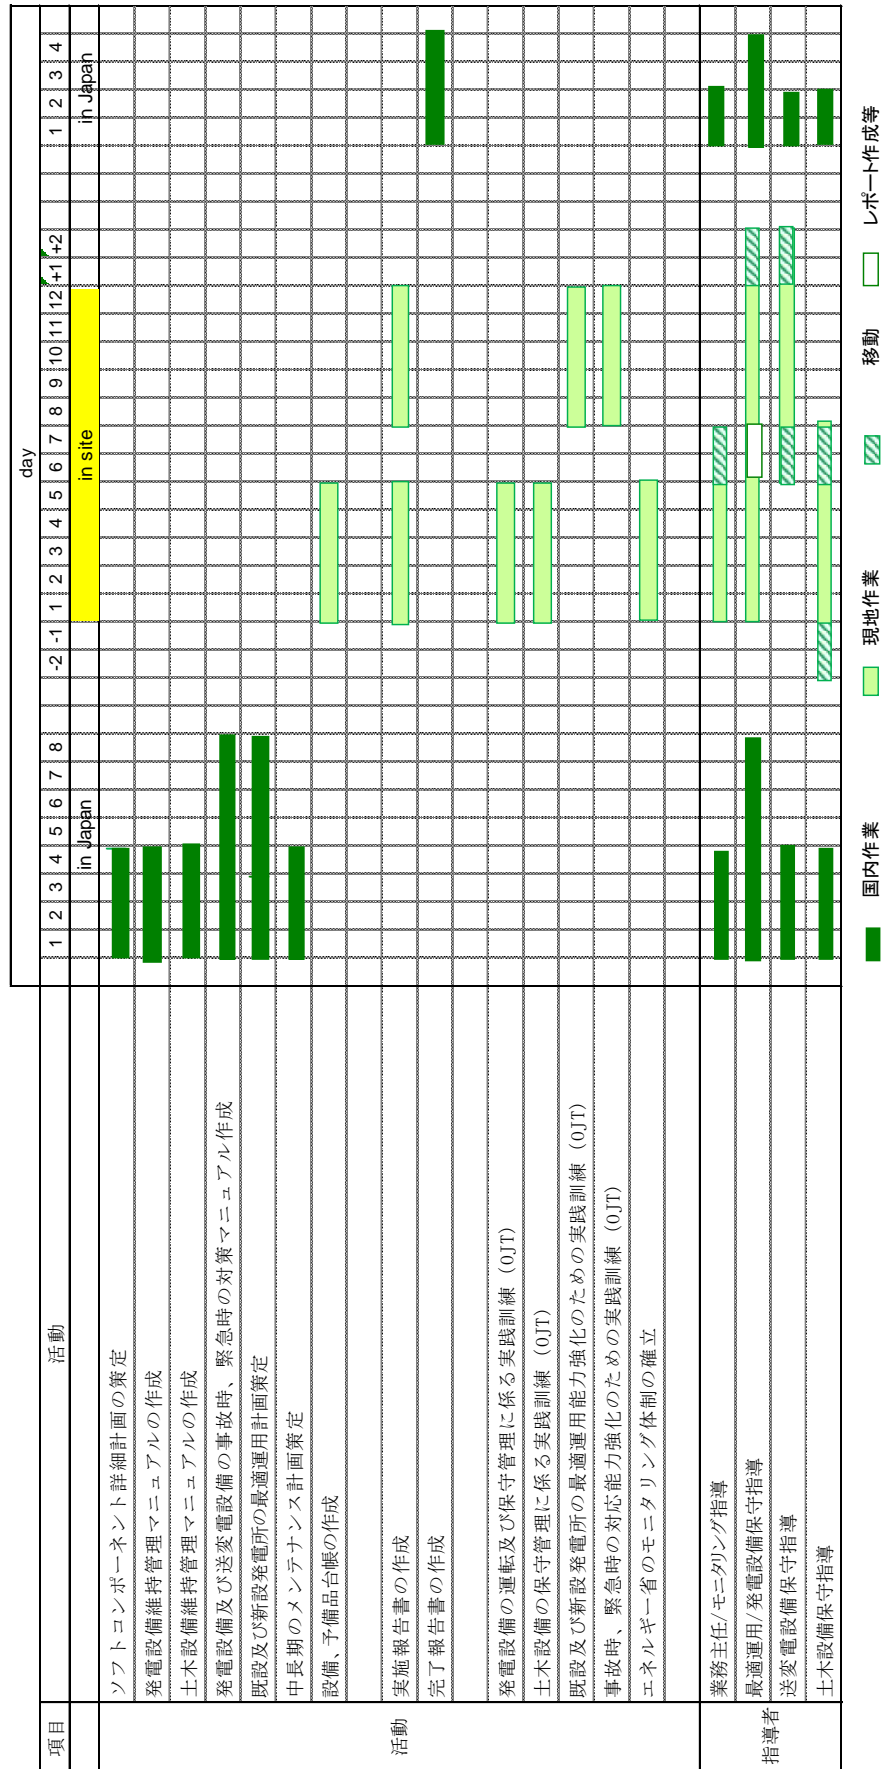 day
項目
活動
1 2 3 4 5 6 7 8
-2 -1 1 2 3 4 5 6 7 8 9 10 11 12 +1 +2
1 2 3 4
in Japan
in site
in Japan
活動
ソフトコンポーネント詳細計画の策定
発電設備維持管理マニュアルの作成
土木設備維持管理マニュアルの作成
発電設備及び送変電設備の事故時、緊急時の対策マニュアル作成
既設及び新設発電所の最適運用計画策定
中長期のメンテナンス計画策定
設備、予備品台帳の作成
実施報告書の作成
完了報告書の作成
発電設備の運転及び保守管理に係る実践訓練（OJT）
土木設備の保守管理に係る実践訓練（OJT）
既設及び新設発電所の最適運用能力強化のための実践訓練（OJT）
事故時、緊急時の対応能力強化のための実践訓練（OJT）
エネルギー省のモニタリング体制の確立
指導者
業務主任/モニタリング指導
最適運用/発電設備保守指導
送変電設備保守指導
土木設備保守指導
国内作業
現地作業
移動
レポート作成等